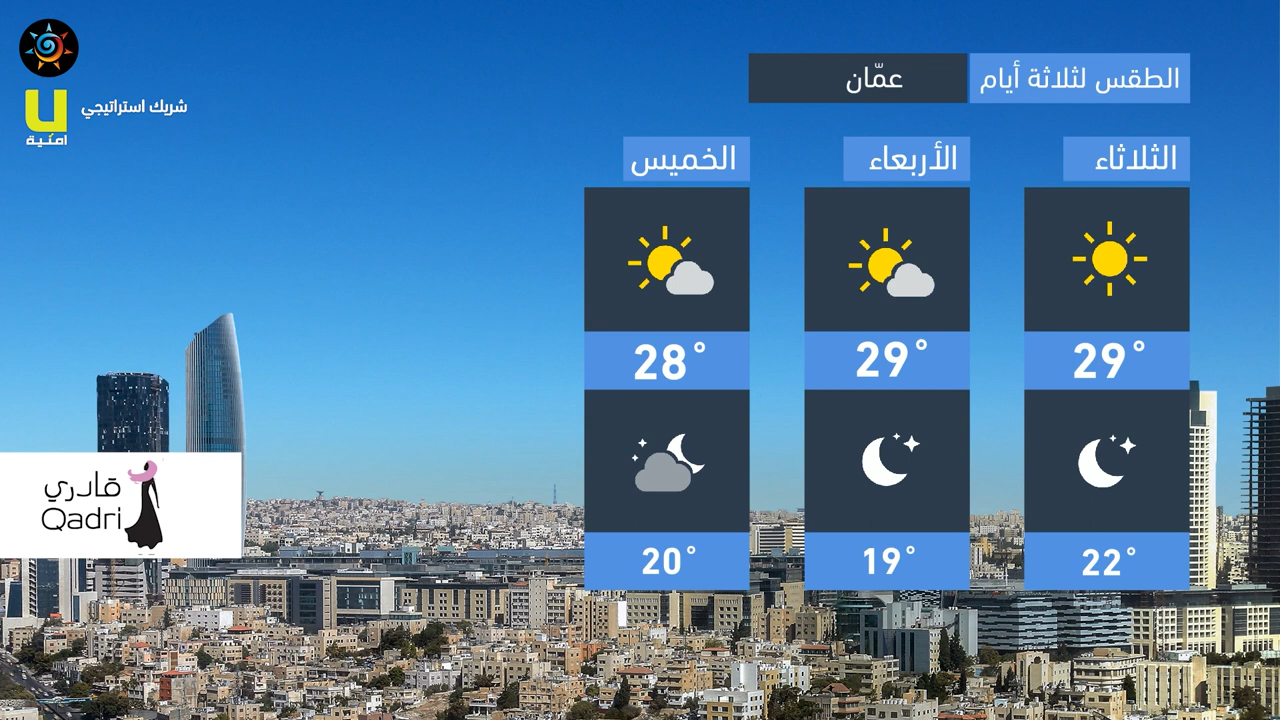 الطقس لثلاثة أيام
عمّان
الثلاثاء
الأربعاء
الخميس
29°
29°
28°
22°
19°
20°
شريك استراتيجي
U
امنية
قادري
Qadri